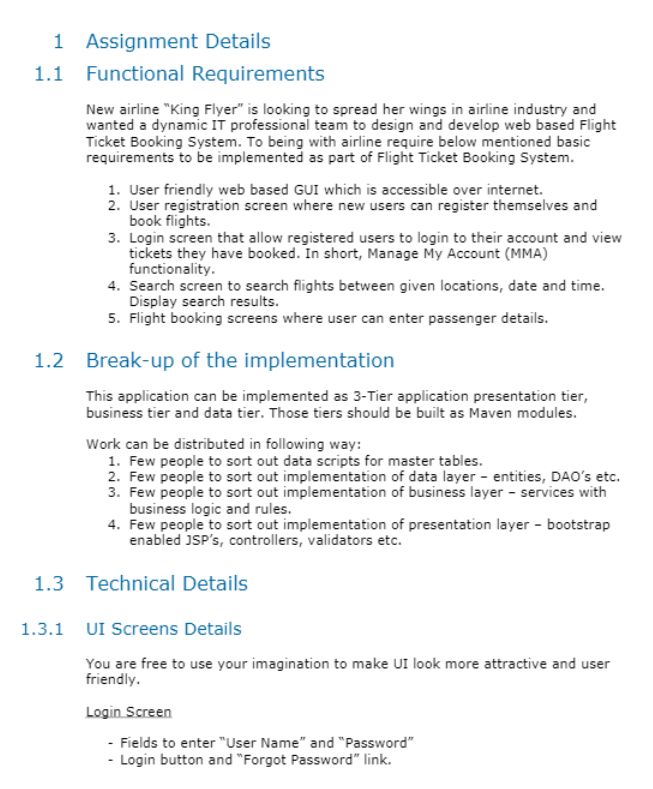 1 Assignment Details
1.1 Functional Requirements
New airline “King Flyer” is looking to spread her wings in airline industry and
wanted a dynamic IT professional team to design and develop web based Flight
Ticket Booking System. To being with airline require below mentioned basic
requirements to be implemented as part of Flight Ticket Booking System.
1. User friendly web based GUI which is accessible over internet.
2. User registration screen where new users can register themselves and
book flights.
3. Login screen that allow registered users to login to their account and view
tickets they have booked. In short, Manage My Account (MMA)
functionality.
4. Search screen to search flights between given locations, date and time.
Display search results.
5. Flight booking screens where user can enter passenger details.
1.2 Break-up of the implementation
This application can be implemented as 3-Tier application presentation tier,
business tier and data tier. Those tiers should be built as Maven modules.
Work can be distributed in following way:
1. Few people to sort out data scripts for master tables.
2. Few people to sort out implementation of data layer – entities, DAO’s etc.
3. Few people to sort out implementation of business layer – services with
business logic and rules.
4. Few people to sort out implementation of presentation layer – bootstrap
enabled JSP’s, controllers, validators etc.
1.3 Technical Details
1.3.1 UI Screens Details
You are free to use your imagination to make UI look more attractive and user
friendly.
Login Screen
- Fields to enter “User Name” and “Password”
- Login button and “Forgot Password” link.